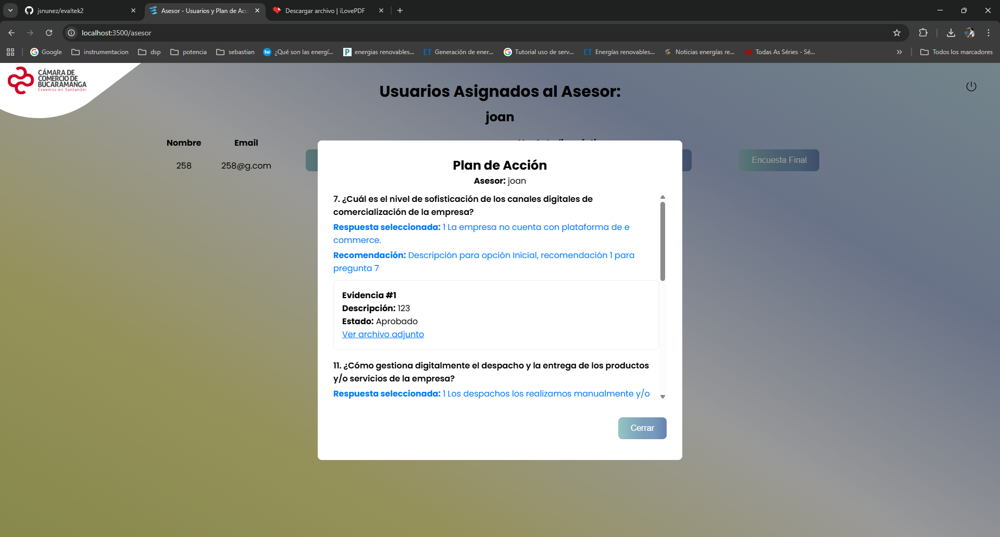 jsnunez/evaltek2
Asesor - Usuarios y Plan de Acc
Descargar archivo | iLovePDF
localhost:3500/asesor
Google
instrumentacion
dsp
potencia
sebastian
tw
¿Qué son las energí...
energias renovables...
ET
Generación de ener...
Tutorial uso de serv...
ET
Energías renovables...
Noticias energías re...
Todas As Séries - Sé...
Todos los marcadores
CÁMARA DE
COMERCIO DE
BUCARAMANGA
Creemos en Santander
Usuarios Asignados al Asesor:
joan
Nombre Email
258 258@g.com
Encuesta Final
Plan de Acción
Asesor: joan
7. ¿Cuál es el nivel de sofisticación de los canales digitales de
comercialización de la empresa?
Respuesta seleccionada: 1 La empresa no cuenta con plataforma de e
commerce.
Recomendación: Descripción para opción Inicial, recomendación 1 para
pregunta 7
Evidencia #1
Descripción: 123
Estado: Aprobado
Ver archivo adjunto
11. ¿Cómo gestiona digitalmente el despacho y la entrega de los productos
y/o servicios de la empresa?
Respuesta seleccionada: 1 Los despachos los realizamos manualmente y/o
Cerrar